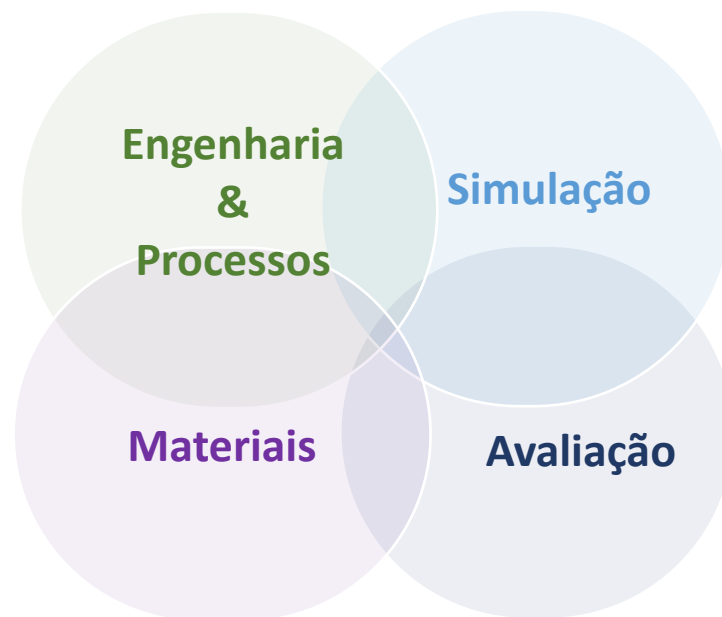 Engenharia
&
Processos
Simulação
Materiais
Avaliação